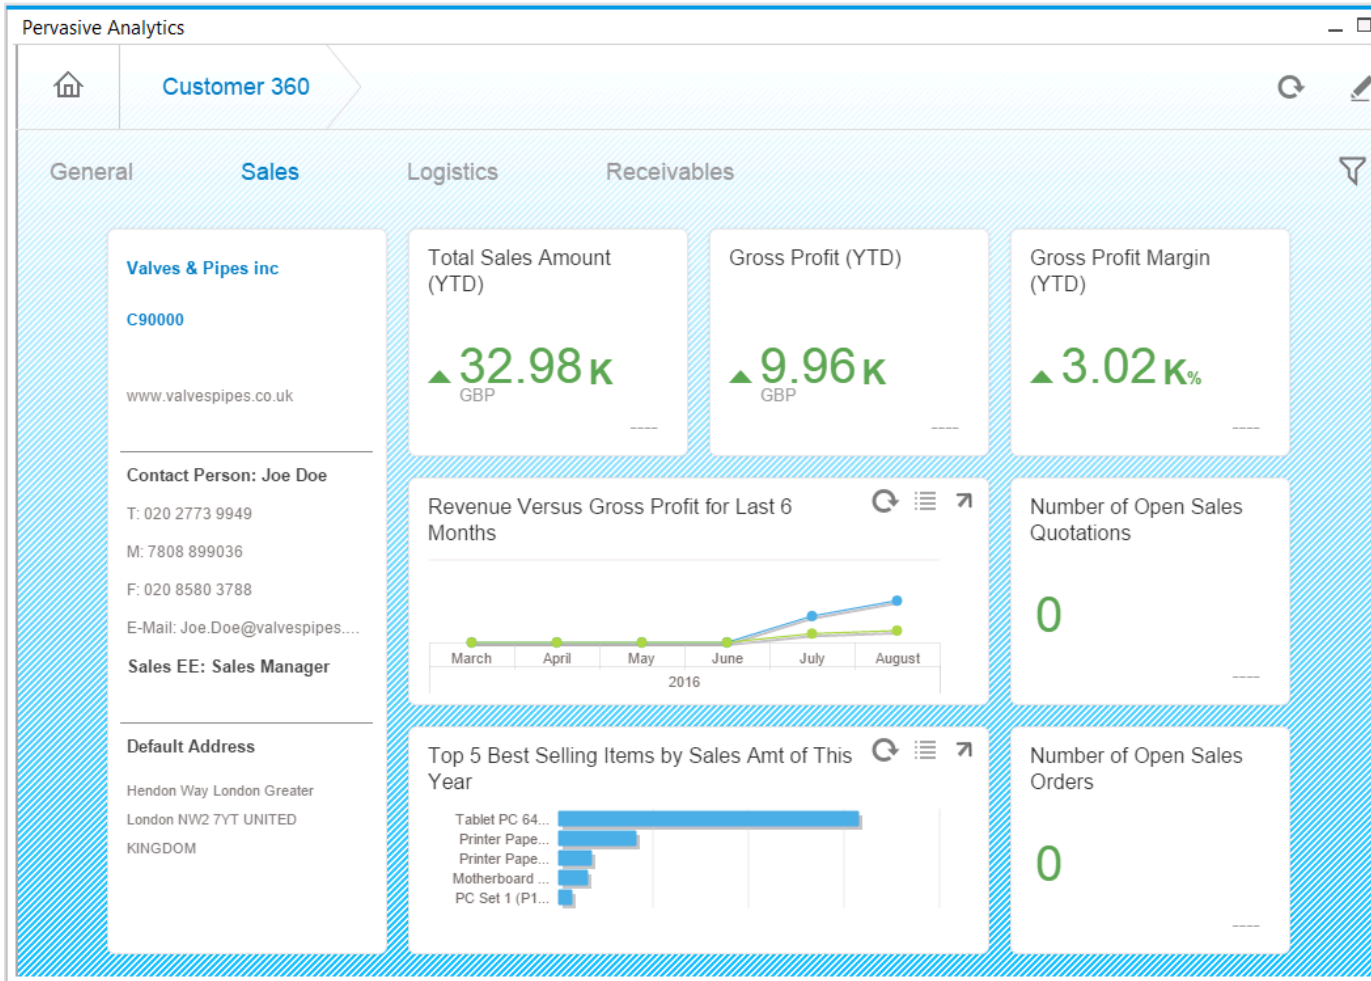 Pervasive Analytics
Customer 360
General
Sales
Logistics
Receivables
Valves & Pipes inc
C90000
www.valvespipes.co.uk
Contact Person: Joe Doe
T: 020 2773 9949
M: 7808 899036
F: 020 8580 3788
E-Mail: Joe.Doe@valvespipes....
Sales EE: Sales Manager
Default Address
Hendon Way London Greater
London NW2 7YT UNITED
KINGDOM
Total Sales Amount
(YTD)
32.98 K
GBP
----
Gross Profit (YTD)
9.96 K
GBP
----
Gross Profit Margin
(YTD)
3.02 K%
----
Revenue Versus Gross Profit for Last 6
Months
March April May June July August
2016
Number of Open Sales
Quotations
0
----
Top 5 Best Selling Items by Sales Amt of This
Year
Tablet PC 64...
Printer Pape...
Printer Pape...
Motherboard ...
PC Set 1 (P1...
Number of Open Sales
Orders
0
----